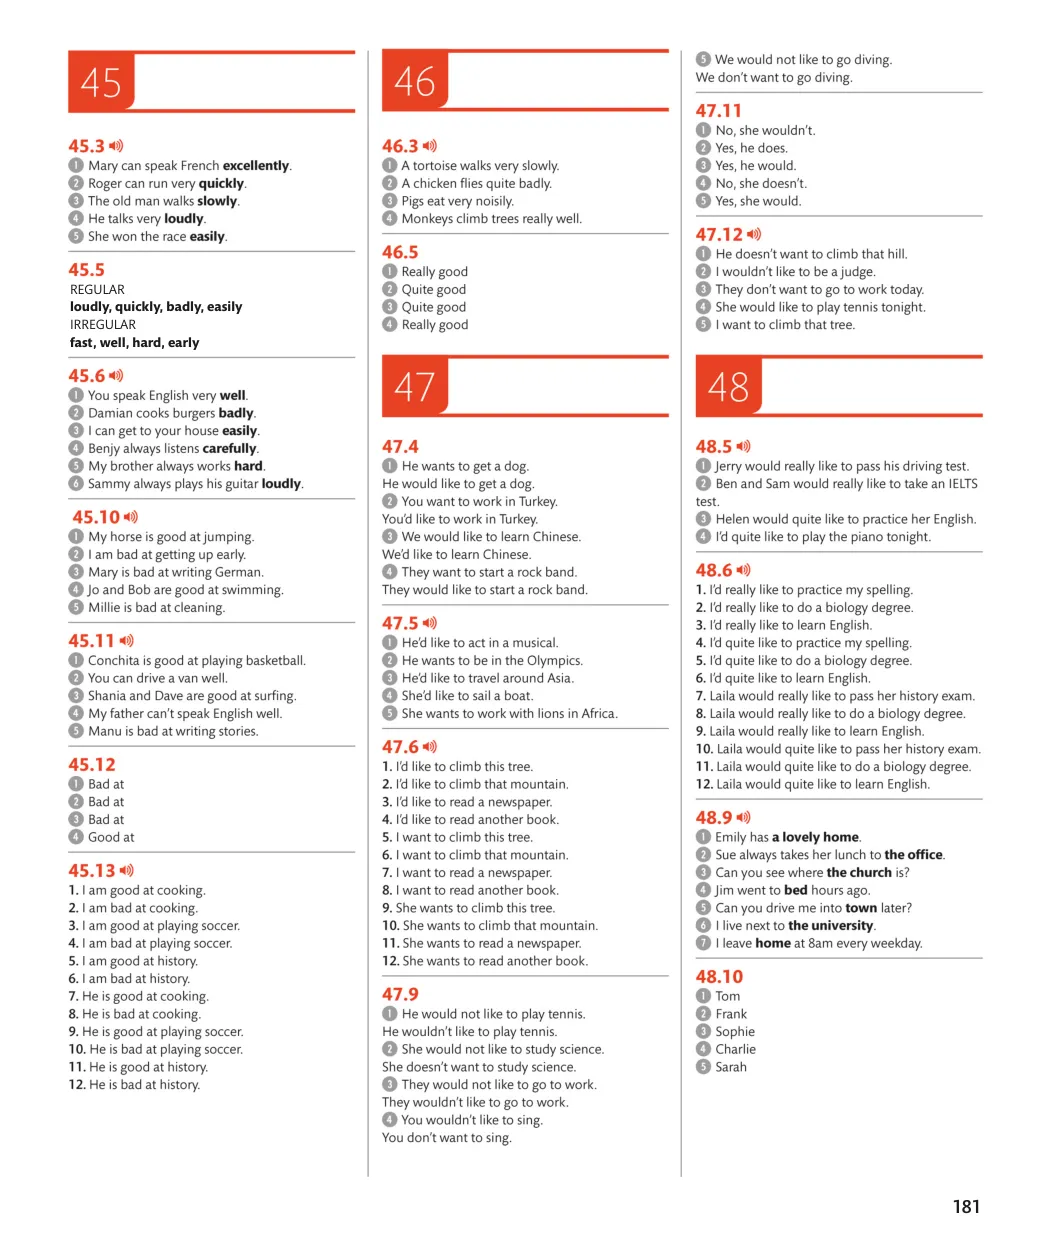 45
45.3
1 Mary can speak French excellently.
2 Roger can run very quickly.
3 The old man walks slowly.
4 He talks very loudly.
5 She won the race easily.
45.5
REGULAR
loudly, quickly, badly, easily
IRREGULAR
fast, well, hard, early
45.6
1 You speak English very well.
2 Damian cooks burgers badly.
3 I can get to your house easily.
4 Benjy always listens carefully.
5 My brother always works hard.
6 Sammy always plays his guitar loudly.
45.10
1 My horse is good at jumping.
2 I am bad at getting up early.
3 Mary is bad at writing German.
4 Jo and Bob are good at swimming.
5 Millie is bad at cleaning.
45.11
1 Conchita is good at playing basketball.
2 You can drive a van well.
3 Shania and Dave are good at surfing.
4 My father can't speak English well.
5 Manu is bad at writing stories.
45.12
1 Bad at
2 Bad at
3 Bad at
4 Good at
45.13
1. I am good at cooking.
2. I am bad at cooking.
3. I am good at playing soccer.
4. I am bad at playing soccer.
5. I am good at history.
6. I am bad at history.
7. He is good at cooking.
8. He is bad at cooking.
9. He is good at playing soccer.
10. He is bad at playing soccer.
11. He is good at history.
12. He is bad at history.
46
46.3
1 A tortoise walks very slowly.
2 A chicken flies quite badly.
3 Pigs eat very noisily.
4 Monkeys climb trees really well.
46.5
1 Really good
2 Quite good
3 Quite good
4 Really good
47
47.4
1 He wants to get a dog.
He would like to get a dog.
2 You want to work in Turkey.
You'd like to work in Turkey.
3 We would like to learn Chinese.
We'd like to learn Chinese.
4 They want to start a rock band.
They would like to start a rock band.
47.5
1 He'd like to act in a musical.
2 He wants to be in the Olympics.
3 He'd like to travel around Asia.
4 She'd like to sail a boat.
5 She wants to work with lions in Africa.
47.6
1. I'd like to climb this tree.
2. I'd like to climb that mountain.
3. I'd like to read a newspaper.
4. I'd like to read another book.
5. I want to climb this tree.
6. I want to climb that mountain.
7. I want to read a newspaper.
8. I want to read another book.
9. She wants to climb this tree.
10. She wants to climb that mountain.
11. She wants to read a newspaper.
12. She wants to read another book.
47.9
1 He would not like to play tennis.
He wouldn't like to play tennis.
2 She would not like to study science.
She doesn't want to study science.
3 They would not like to go to work.
They wouldn't like to go to work.
4 You wouldn't like to sing.
You don't want to sing.
5 We would not like to go diving.
We don't want to go diving.
47.11
1 No, she wouldn't.
2 Yes, he does.
3 Yes, he would.
4 No, she doesn't.
5 Yes, she would.
47.12
1 He doesn't want to climb that hill.
2 I wouldn't like to be a judge.
3 They don't want to go to work today.
4 She would like to play tennis tonight.
5 I want to climb that tree.
48
48.5
1 Jerry would really like to pass his driving test.
2 Ben and Sam would really like to take an IELTS
test.
3 Helen would quite like to practice her English.
4 I'd quite like to play the piano tonight.
48.6
1. I'd really like to practice my spelling.
2. I'd really like to do a biology degree.
3. I'd really like to learn English.
4. I'd quite like to practice my spelling.
5. I'd quite like to do a biology degree.
6. I'd quite like to learn English.
7. Laila would really like to pass her history exam.
8. Laila would really like to do a biology degree.
9. Laila would really like to learn English.
10. Laila would quite like to pass her history exam.
11. Laila would quite like to do a biology degree.
12. Laila would quite like to learn English.
48.9
1 Emily has a lovely home.
2 Sue always takes her lunch to the office.
3 Can you see where the church is?
4 Jim went to bed hours ago.
5 Can you drive me into town later?
6 I live next to the university.
7 I leave home at 8am every weekday.
48.10
1 Tom
2 Frank
3 Sophie
4 Charlie
5 Sarah
181